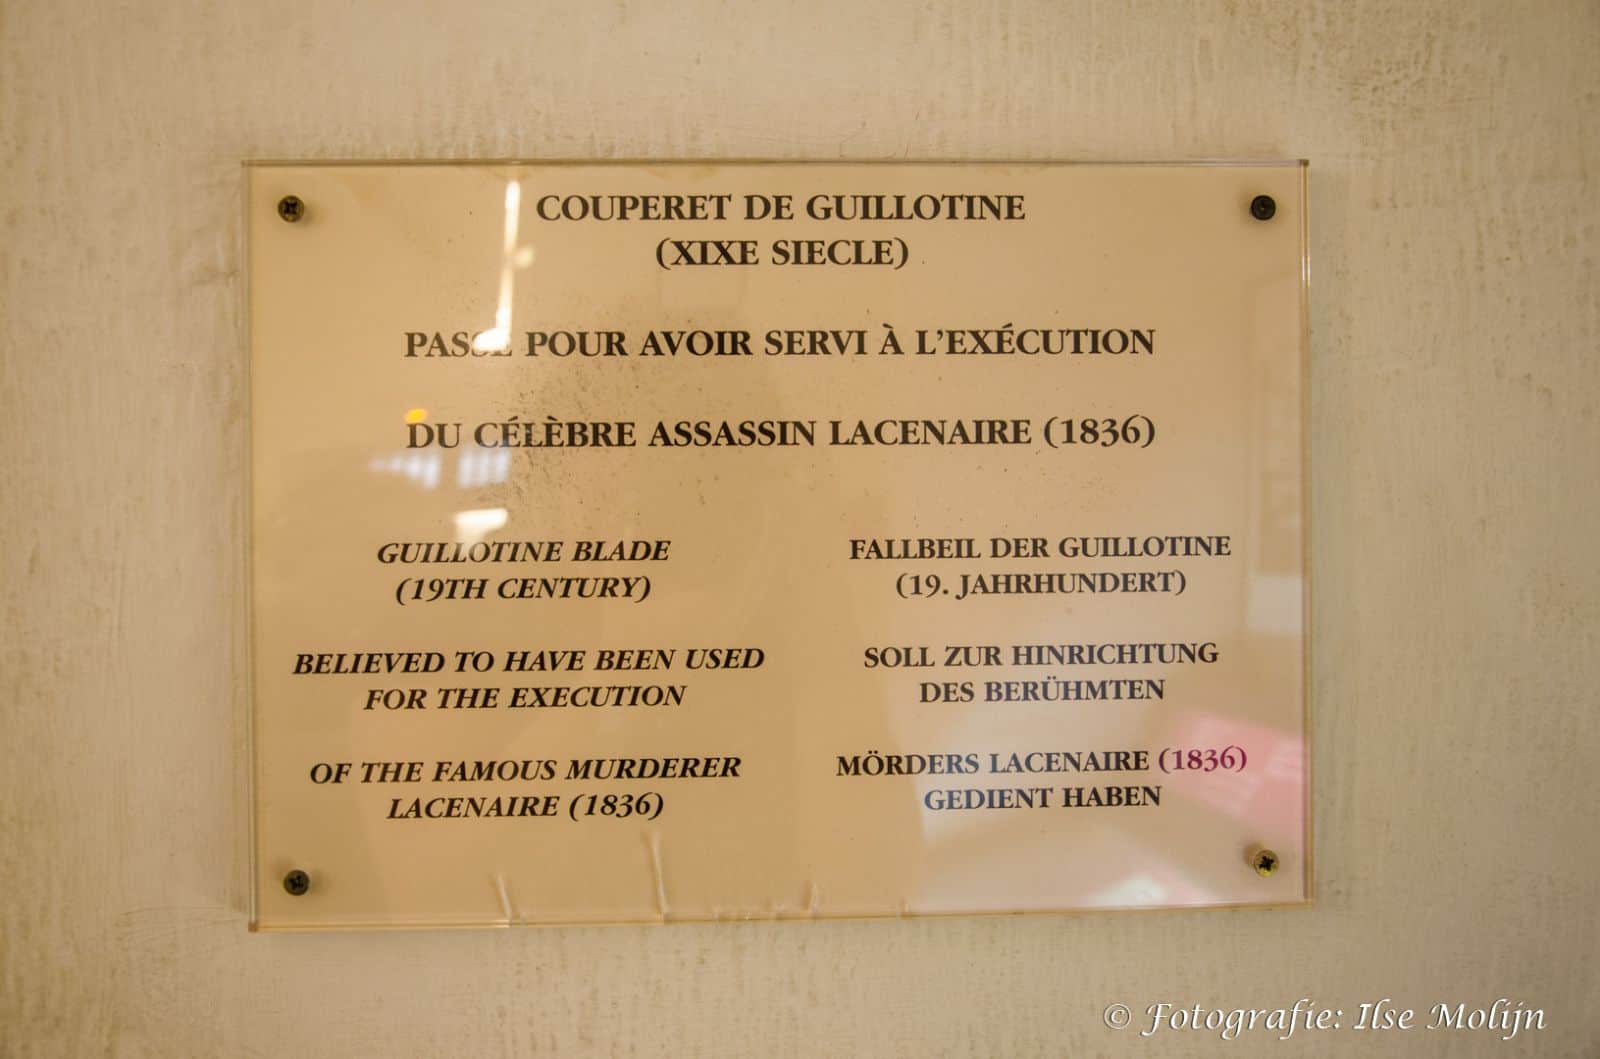 COUPERET DE GUILLOTINE
(XIXE SIECLE)
PASSE POUR AVOIR SERVI À L'EXÉCUTION
DU CÉLÈBRE ASSASSIN LACENAIRE (1836)
GUILLOTINE BLADE
(19TH CENTURY)
BELIEVED TO HAVE BEEN USED
FOR THE EXECUTION
OF THE FAMOUS MURDERER
LACENAIRE (1836)
FALLBEIL DER GUILLOTINE
(19. JAHRHUNDERT)
SOLL ZUR HINRICHTUNG
DES BERÜHMTEN
MÖRDERS LACENAIRE (1836)
GEDIENT HABEN
© Fotografie: Ilse Molijn